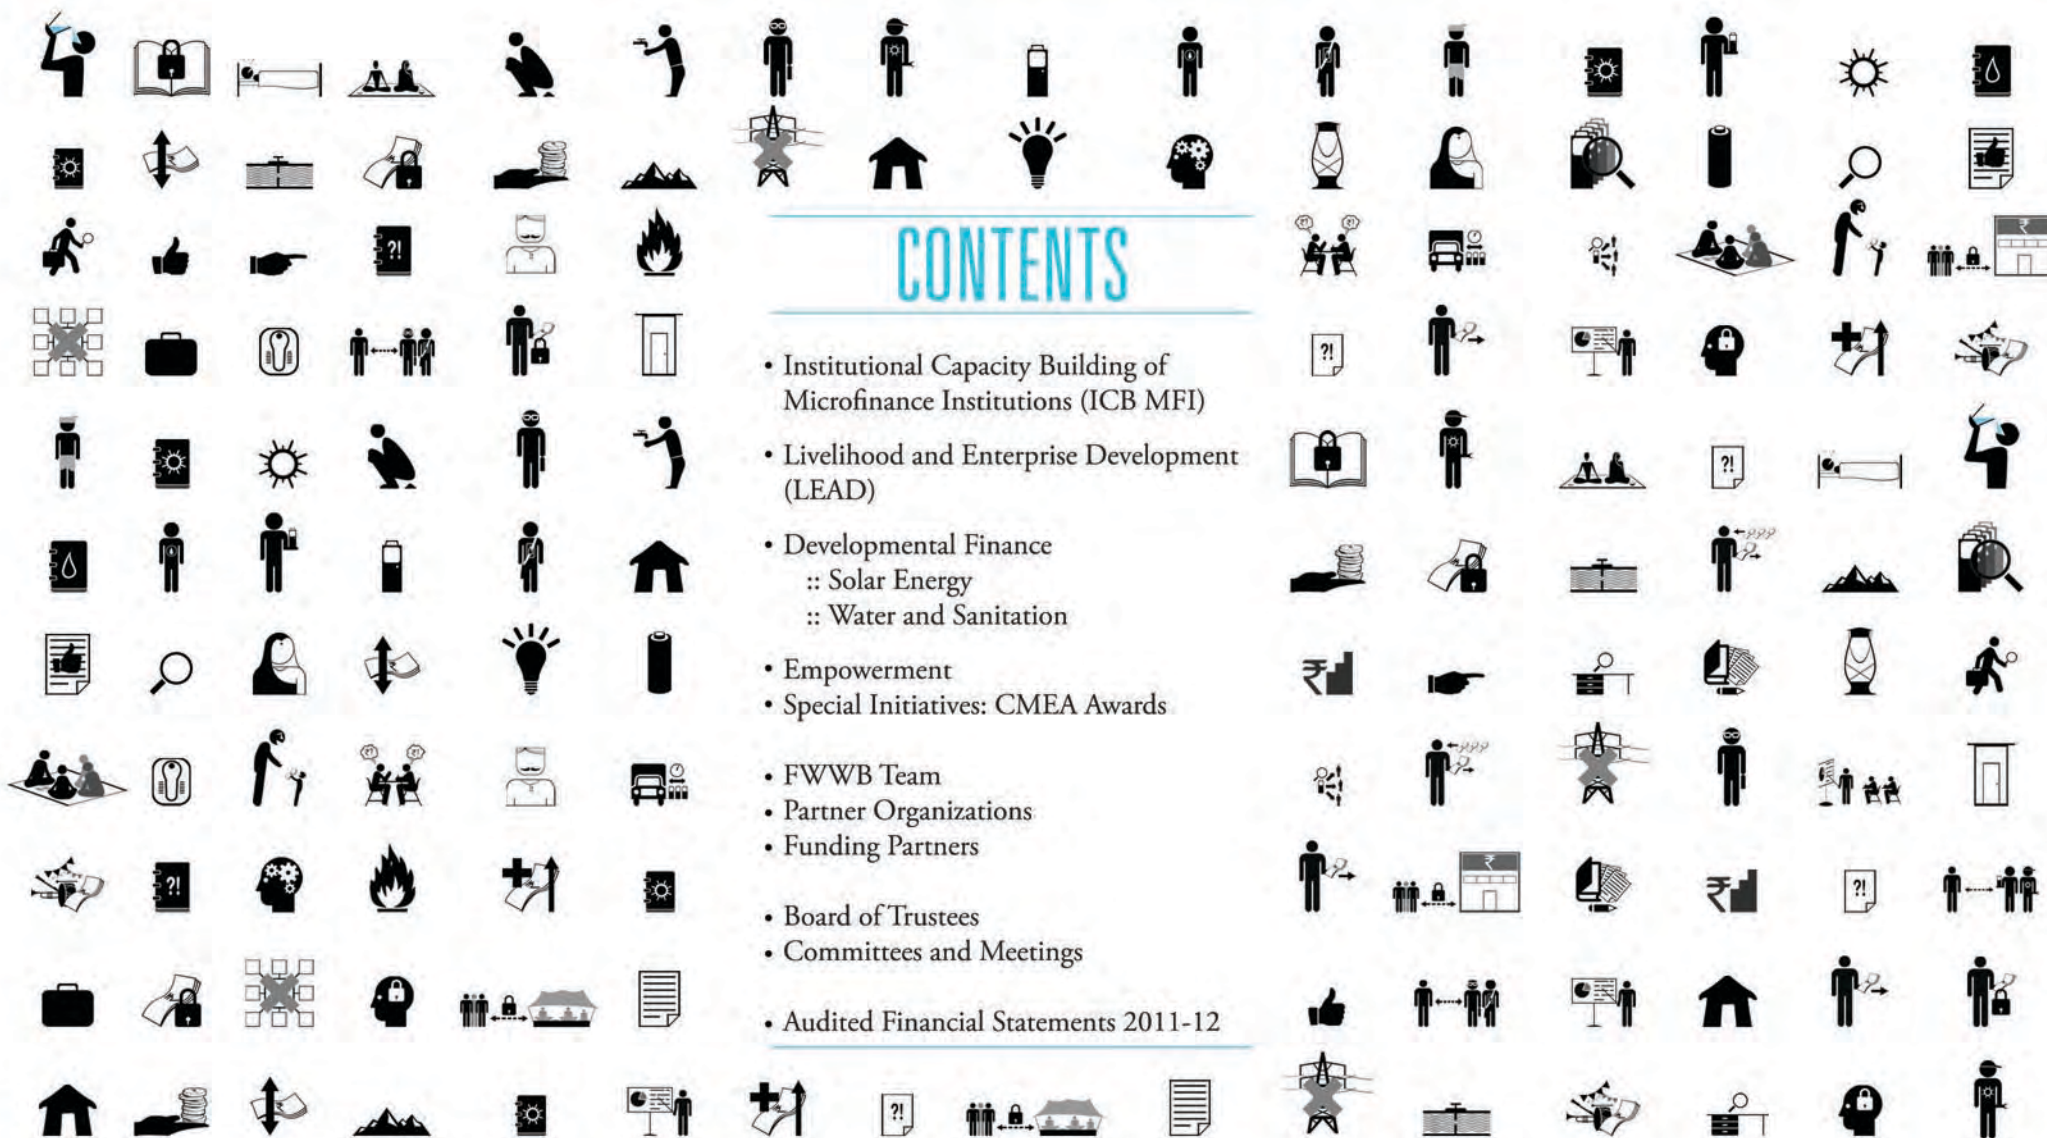 CONTENTS
• Institutional Capacity Building of
Microfinance Institutions (ICB MFI)
• Livelihood and Enterprise Development
(LEAD)
• Developmental Finance
:: Solar Energy
:: Water and Sanitation
• Empowerment
• Special Initiatives: CMEA Awards
• FWWB Team
• Partner Organizations
• Funding Partners
• Board of Trustees
• Committees and Meetings
• Audited Financial Statements 2011-12